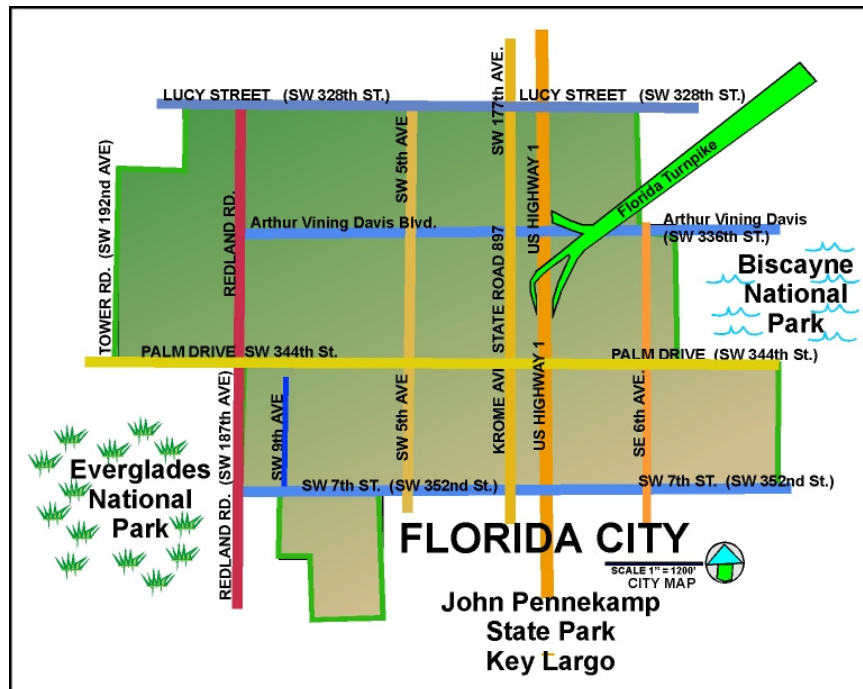 LUCY STREET (SW 328th ST.)
LUCY STREET (SW 328th ST.)
SW 177th AVE.
SW 5th AVE
US HIGHWAY 1
Florida Turnpike
TOWER RD. (SW 192nd AVE)
REDLAND RD.
Arthur Vining Davis Blvd.
Arthur Vining Davis
(SW 336th ST.)
STATE ROAD 897
Biscayne
National
Park
PALM DRIVE SW 344th St.
PALM DRIVE (SW 344th St.)
REDLAND RD. (SW 187th AVE)
SW 9th AVE
SW 5th AVE
KROME AVI
US HIGHWAY 1
SE 6th AVE.
Everglades
National
Park
SW 7th ST. (SW 352nd St.)
SW 7th ST. (SW 352nd St.)
FLORIDA CITY
SCALE 1" = 1200'
CITY MAP
John Pennekamp
State Park
Key Largo